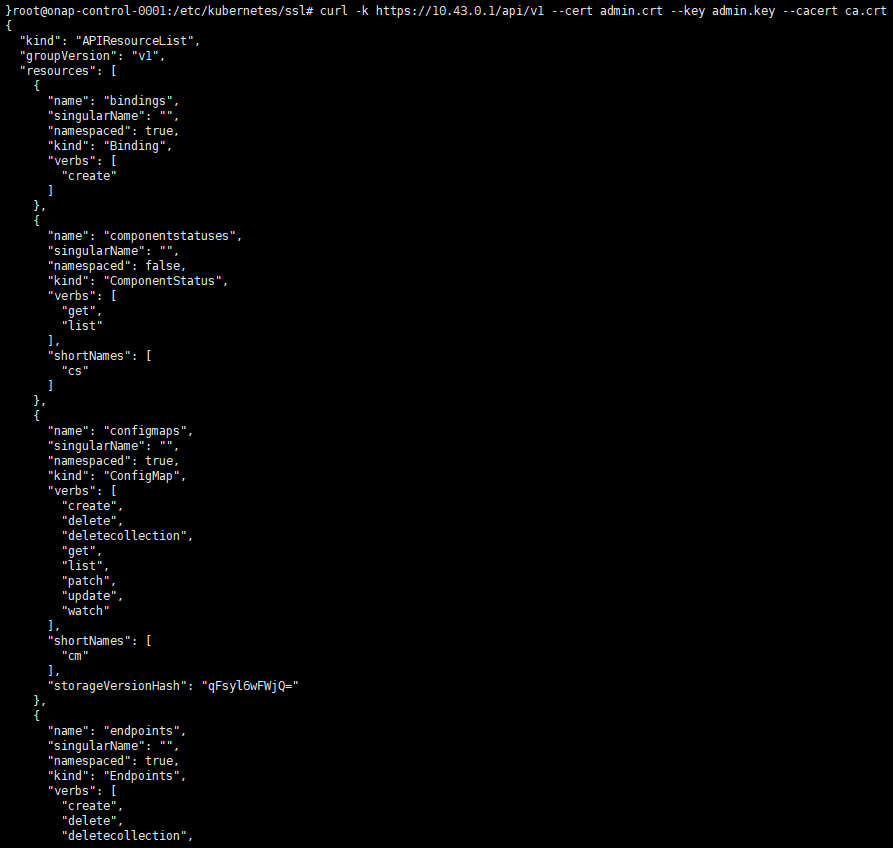 }root@onap-control-0001:/etc/kubernetes/ssl# curl -k https://10.43.0.1/api/v1 --cert admin.crt --key admin.key --cacert ca.crt
{
  "kind": "APIResourceList",
  "groupVersion": "v1",
  "resources": [
    {
      "name": "bindings",
      "singularName": "",
      "namespaced": true,
      "kind": "Binding",
      "verbs": [
        "create"
      ]
    },
    {
      "name": "componentstatuses",
      "singularName": "",
      "namespaced": false,
      "kind": "ComponentStatus",
      "verbs": [
        "get",
        "list"
      ],
      "shortNames": [
        "cs"
      ]
    },
    {
      "name": "configmaps",
      "singularName": "",
      "namespaced": true,
      "kind": "ConfigMap",
      "verbs": [
        "create",
        "delete",
        "deletecollection",
        "get",
        "list",
        "patch",
        "update",
        "watch"
      ],
      "shortNames": [
        "cm"
      ],
      "storageVersionHash": "qFsyl6wFWjQ="
    },
    {
      "name": "endpoints",
      "singularName": "",
      "namespaced": true,
      "kind": "Endpoints",
      "verbs": [
        "create",
        "delete",
        "deletecollection",